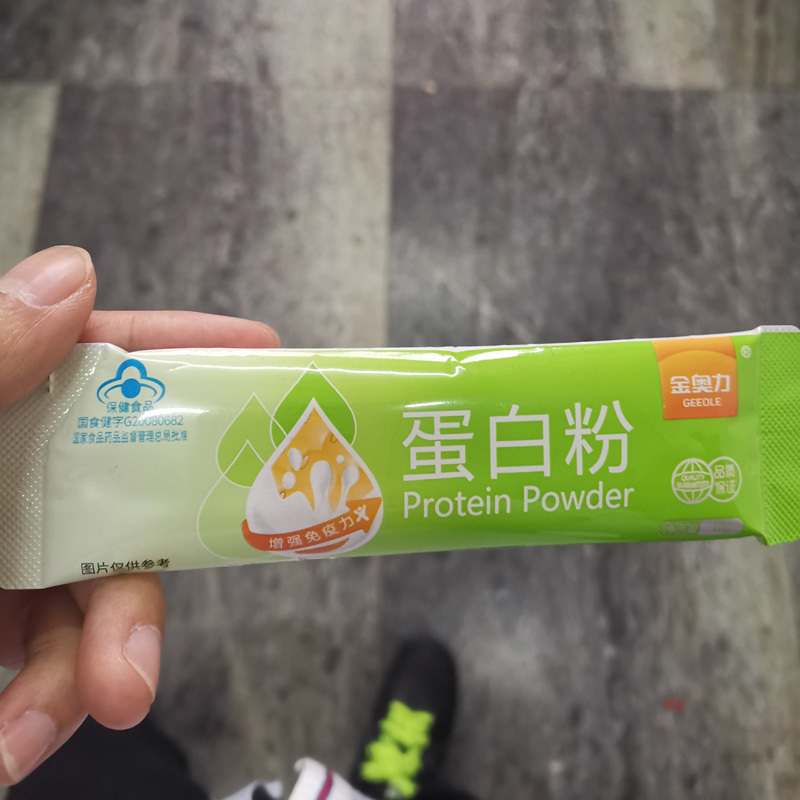 保健食品
国食健字G20080682
国家食品药品监督管理总局批准
增强免疫力
图片仅供参考
蛋白粉
Protein Powder
金奥力
GEEDLE
QUALITY
品质
保证